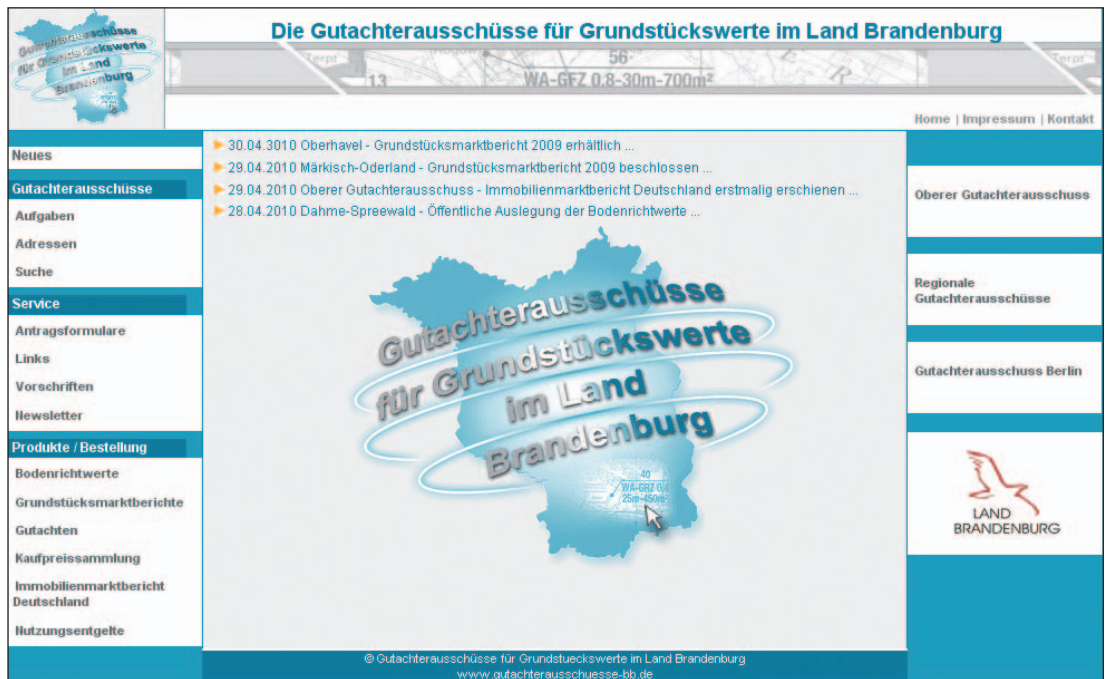 Gutachterausschüsse
für Grundstückswerte
im Land
Brandenburg
Die Gutachterausschüsse für Grundstückswerte im Land Brandenburg
Terpt
13
56
WA-GFZ 0.8-30m-700m²
E R
Terpt
Home | Impressum | Kontakt
Neues
Gutachterausschüsse
Aufgaben
Adressen
Suche
Service
Antragsformulare
Links
Vorschriften
Newsletter
Produkte / Bestellung
Bodenrichtwerte
Grundstücksmarktberichte
Gutachten
Kaufpreissammlung
Immobilienmarktbericht
Deutschland
Nutzungsentgelte
30.04.3010 Oberhavel - Grundstücksmarktbericht 2009 erhältlich ...
29.04.2010 Märkisch-Oderland - Grundstücksmarktbericht 2009 beschlossen ...
29.04.2010 Oberer Gutachterausschuss - Immobilienmarktbericht Deutschland erstmalig erschienen ...
28.04.2010 Dahme-Spreewald - Öffentliche Auslegung der Bodenrichtwerte ...
Gutachterausschüsse
für Grundstückswerte
im Land
Brandenburg
40
WA-GRZ 0,4
25m-450m²
Oberer Gutachterausschuss
Regionale
Gutachterausschüsse
Gutachterausschuss Berlin
LAND
BRANDENBURG
© Gutachterausschüsse für Grundstueckswerte im Land Brandenburg
www.gutachterausschuesse-bb.de